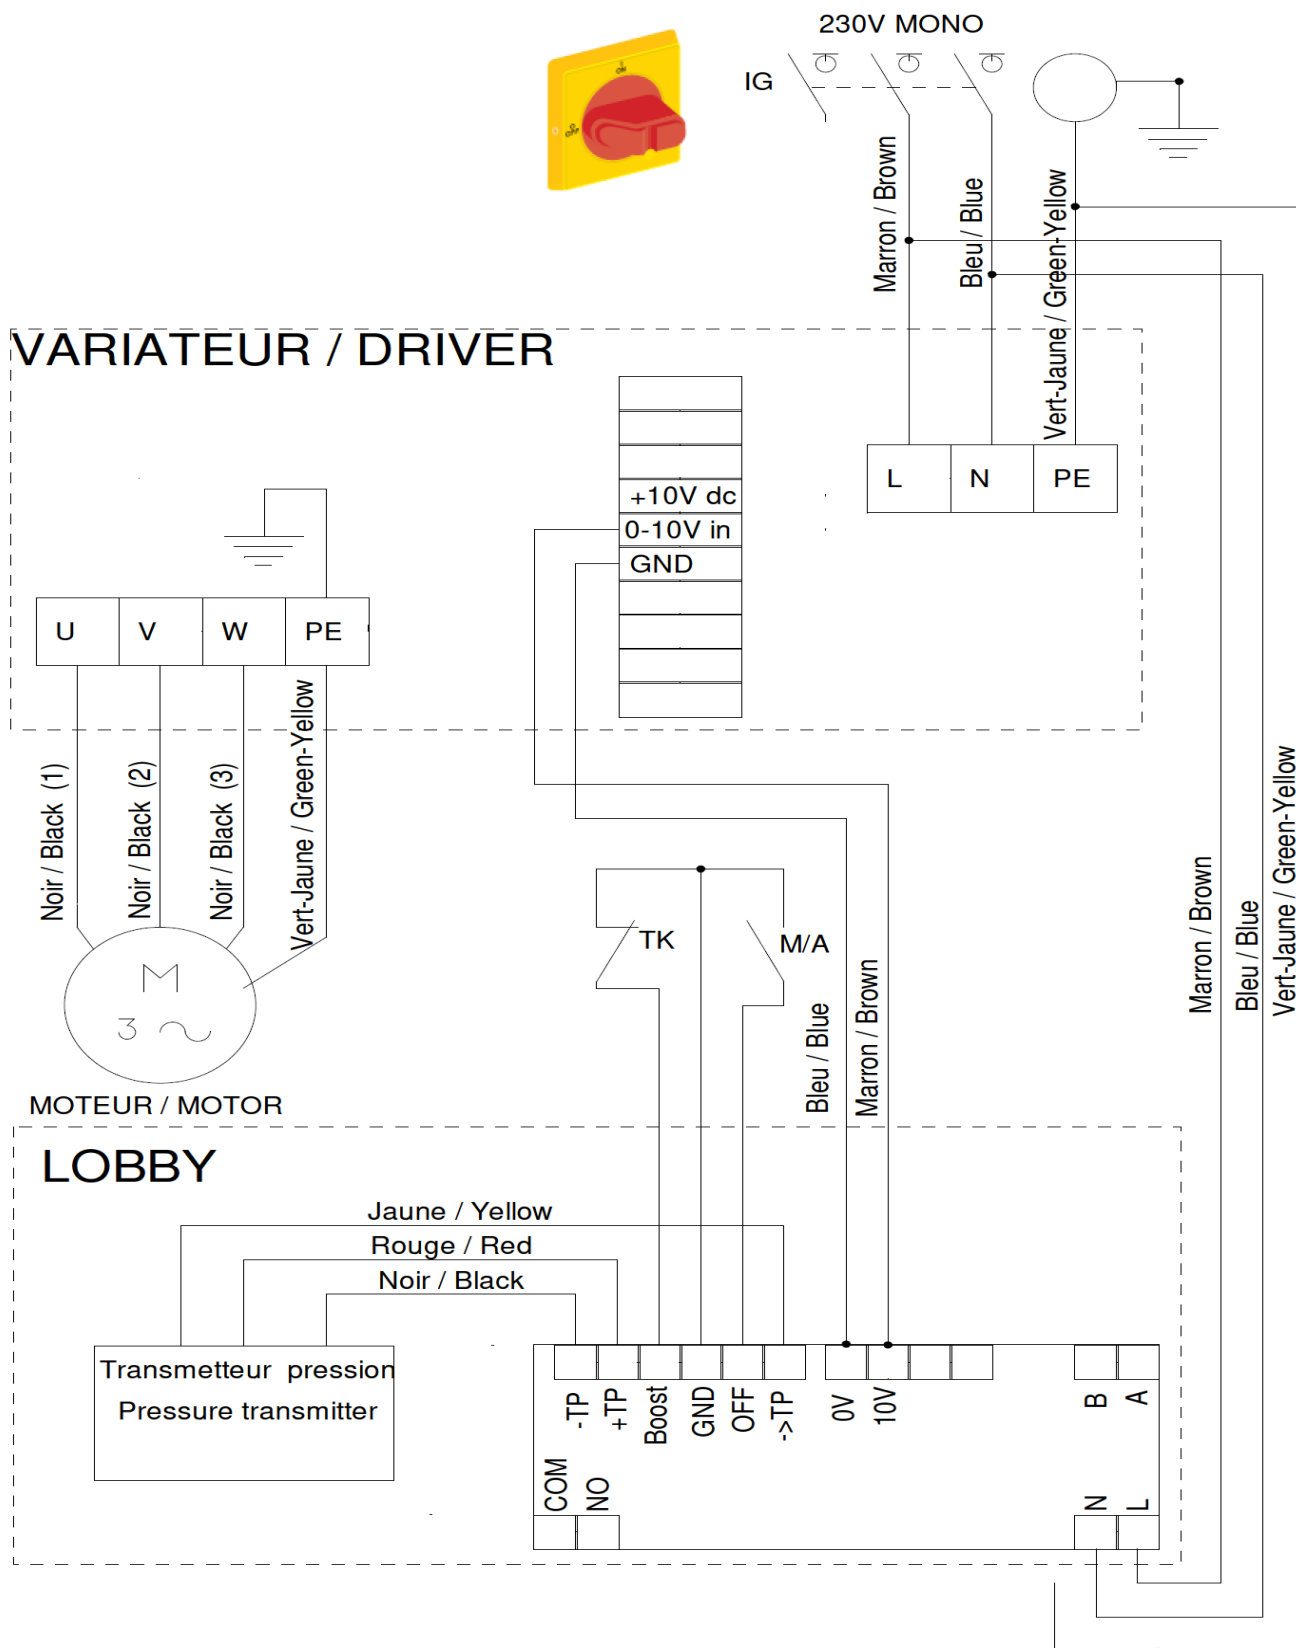 230V MONO
I
ON
O
OFF
IG
Marron / Brown
Bleu / Blue
Vert-Jaune / Green-Yellow
VARIATEUR / DRIVER
+10V dc
0-10V in
GND
L N PE
U V W PE
Noir / Black (1)
Noir / Black (2)
Noir / Black (3)
Vert-Jaune / Green-Yellow
TK
M/A
Bleu / Blue
Marron / Brown
Marron / Brown
Bleu / Blue
Vert-Jaune / Green-Yellow
M
3 ~
MOTEUR / MOTOR
LOBBY
Jaune / Yellow
Rouge / Red
Noir / Black
Transmetteur pression
Pressure transmitter
-TP
+TP
Boost
GND
OFF
->TP
0V
10V
B
A
COM
NO
N
L